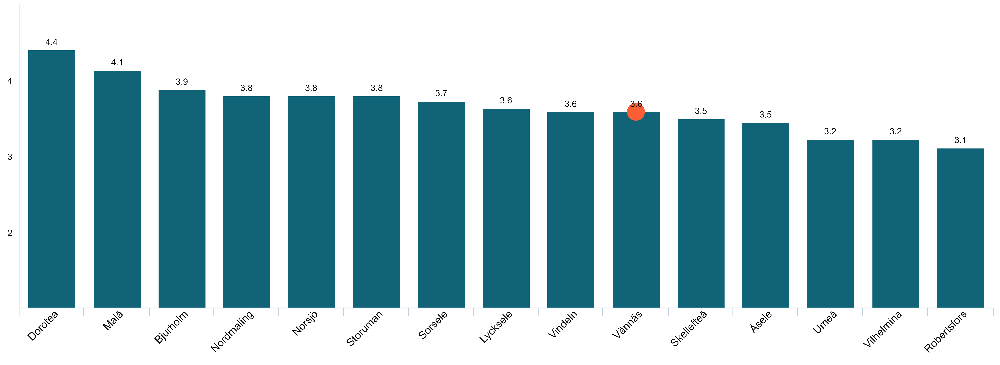 4.4
4.1
3.9
3.8
3.8
3.8
3.7
3.6
3.6
3.6
3.5
3.5
3.2
3.2
3.1
4
3
2
Dorotea
Malå
Bjurholm
Nordmaling
Norsjö
Storuman
Sorsele
Lycksele
Vindeln
Vännäs
Skellefteå
Åsele
Umeå
Vilhelmina
Robertsfors